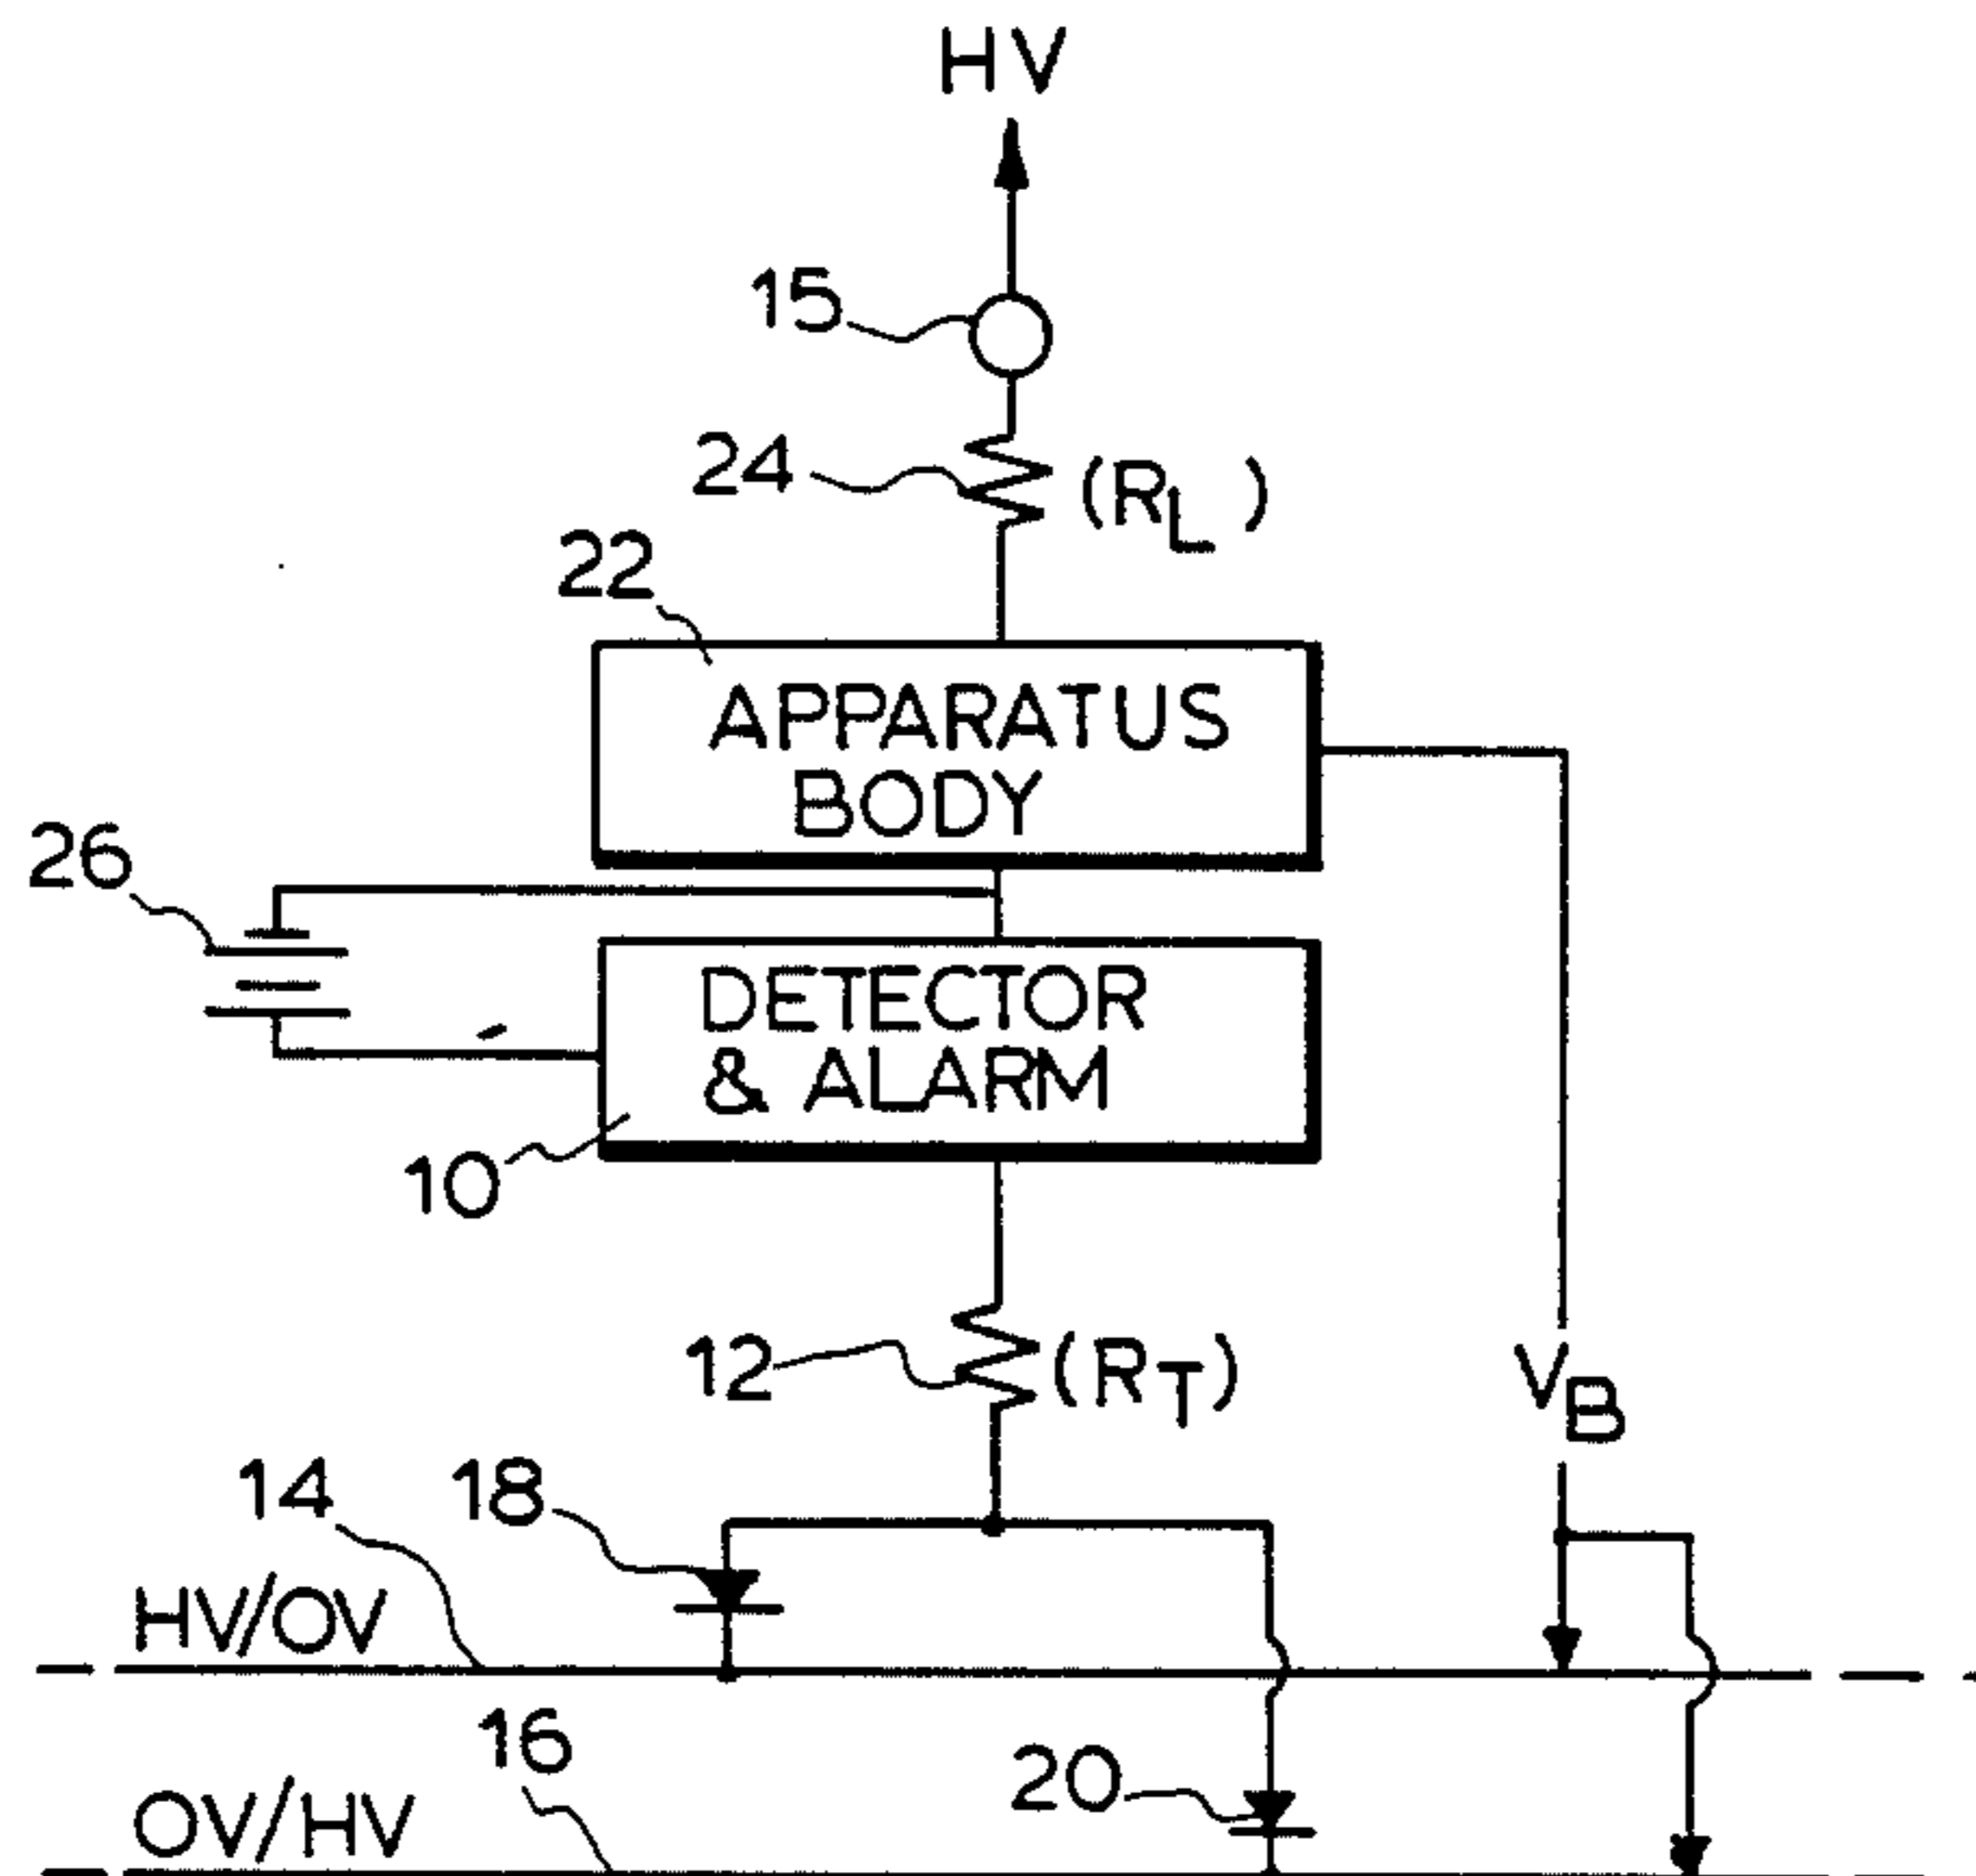 HV
15
24 (RL)
22
APPARATUS
BODY
26
DETECTOR
& ALARM
10
12 (RT)
VB
14 18
HV/OV
16
20
OV/HV